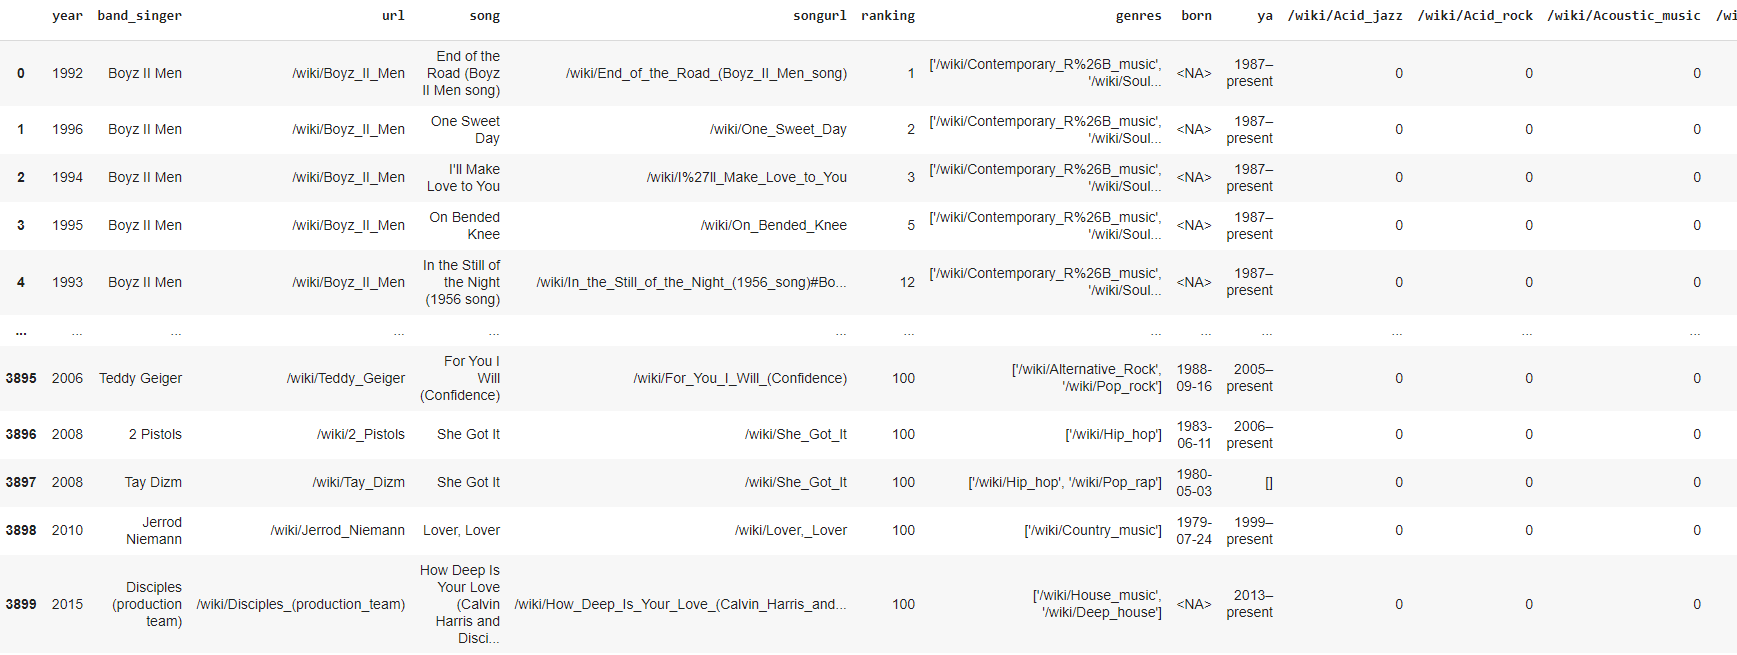 year band_singer url song songurl ranking genres born ya /wiki/Acid_jazz /wiki/Acid_rock /wiki/Acoustic_music /wi
0 1992 Boyz II Men /wiki/Boyz_II_Men End of the Road (Boyz II Men song) /wiki/End_of_the_Road_(Boyz_II_Men_song) 1 ['/wiki/Contemporary_R%26B_music', '/wiki/Soul... <NA> 1987–present 0 0 0
1 1996 Boyz II Men /wiki/Boyz_II_Men One Sweet Day /wiki/One_Sweet_Day 2 ['/wiki/Contemporary_R%26B_music', '/wiki/Soul... <NA> 1987–present 0 0 0
2 1994 Boyz II Men /wiki/Boyz_II_Men I'll Make Love to You /wiki/I%27ll_Make_Love_to_You 3 ['/wiki/Contemporary_R%26B_music', '/wiki/Soul... <NA> 1987–present 0 0 0
3 1995 Boyz II Men /wiki/Boyz_II_Men On Bended Knee /wiki/On_Bended_Knee 5 ['/wiki/Contemporary_R%26B_music', '/wiki/Soul... <NA> 1987–present 0 0 0
4 1993 Boyz II Men /wiki/Boyz_II_Men In the Still of the Night (1956 song) /wiki/In_the_Still_of_the_Night_(1956_song)#Bo... 12 ['/wiki/Contemporary_R%26B_music', '/wiki/Soul... <NA> 1987–present 0 0 0
... ... ... ... ... ... ... ... ... ... ... ... ...
3895 2006 Teddy Geiger /wiki/Teddy_Geiger For You I Will (Confidence) /wiki/For_You_I_Will_(Confidence) 100 ['/wiki/Alternative_Rock', '/wiki/Pop_rock'] 1988-09-16 2005–present 0 0 0
3896 2008 2 Pistols /wiki/2_Pistols She Got It /wiki/She_Got_It 100 ['/wiki/Hip_hop'] 1983-06-11 2006–present 0 0 0
3897 2008 Tay Dizm /wiki/Tay_Dizm She Got It /wiki/She_Got_It 100 ['/wiki/Hip_hop', '/wiki/Pop_rap'] 1980-05-03 [] 0 0 0
3898 2010 Jerrod Niemann /wiki/Jerrod_Niemann Lover, Lover /wiki/Lover,_Lover 100 ['/wiki/Country_music'] 1979-07-24 1999–present 0 0 0
3899 2015 Disciples (production team) /wiki/Disciples_(production_team) How Deep Is Your Love (Calvin Harris and Disci... /wiki/How_Deep_Is_Your_Love_(Calvin_Harris_and... 100 ['/wiki/House_music', '/wiki/Deep_house'] <NA> 2013–present 0 0 0